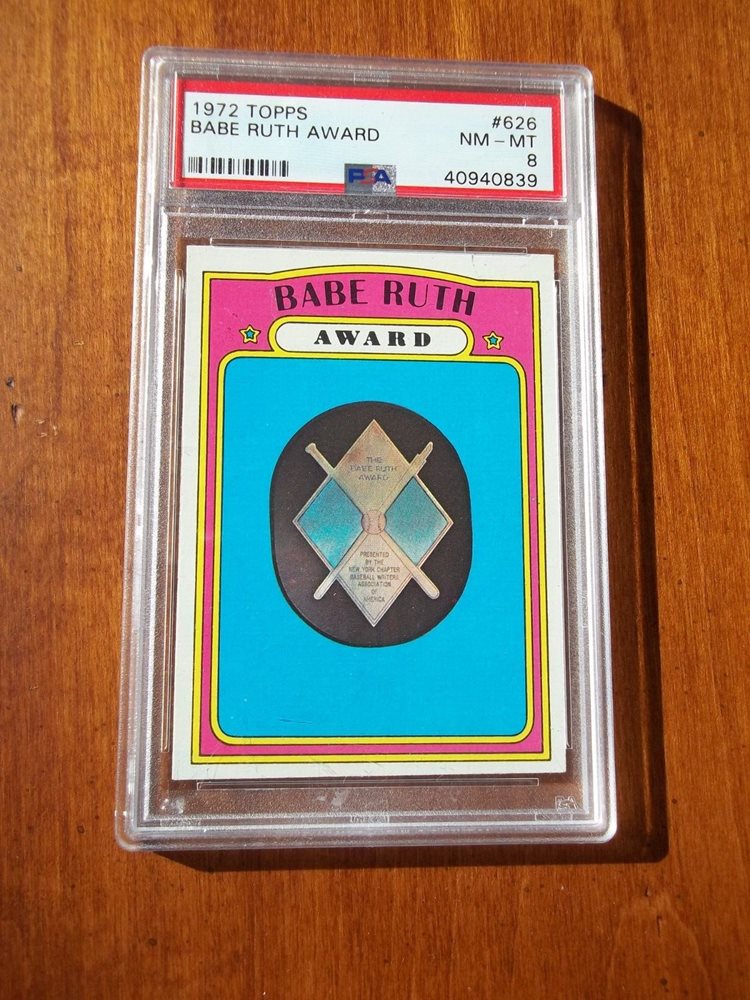 1972 TOPPS #626
BABE RUTH AWARD NM - MT
8
PSA 40940839
BABE RUTH
AWARD
THE
BABE RUTH
AWARD
PRESENTED
BY THE
NEW YORK CHAPTER
BASEBALL WRITERS
ASSOCIATION
OF
AMERICA